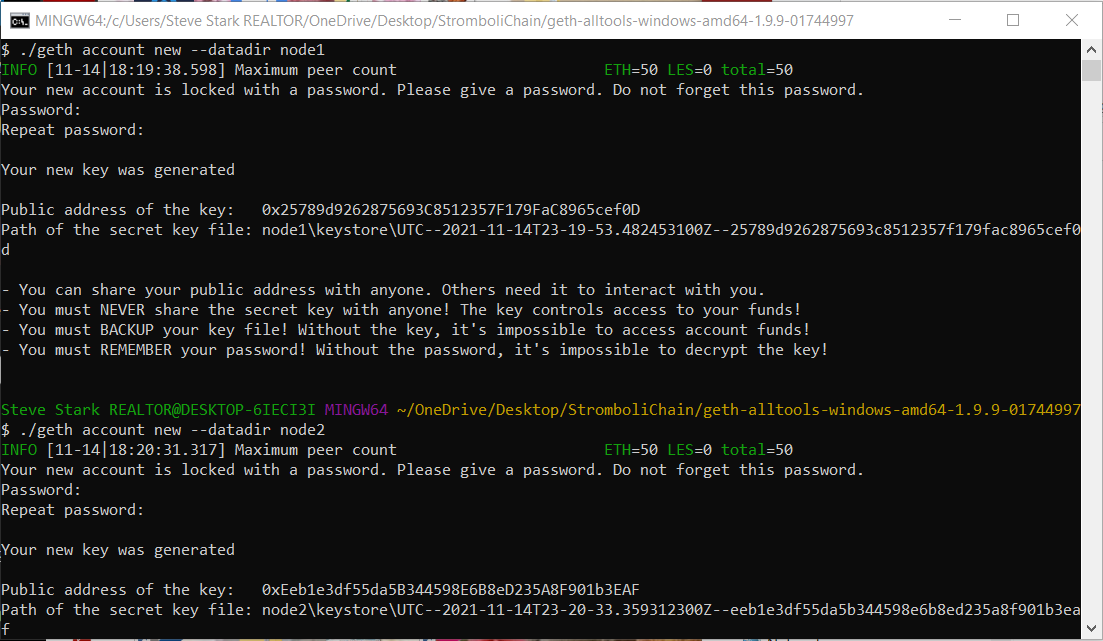 MINGW64:/c/Users/Steve Stark REALTOR/OneDrive/Desktop/StromboliChain/geth-alltools-windows-amd64-1.9.9-01744997
$ ./geth account new --datadir node1
INFO [11-14|18:19:38.598] Maximum peer count                       ETH=50 LES=0 total=50
Your new account is locked with a password. Please give a password. Do not forget this password.
Password:
Repeat password:
Your new key was generated
Public address of the key:   0x25789d9262875693C8512357F179FaC8965cef0D
Path of the secret key file: node1\keystore\UTC--2021-11-14T23-19-53.482453100Z--25789d9262875693c8512357f179fac8965cef0
d
- You can share your public address with anyone. Others need it to interact with you.
- You must NEVER share the secret key with anyone! The key controls access to your funds!
- You must BACKUP your key file! Without the key, it's impossible to access account funds!
- You must REMEMBER your password! Without the password, it's impossible to decrypt the key!
Steve Stark REALTOR@DESKTOP-6IECI3I MINGW64 ~/OneDrive/Desktop/StromboliChain/geth-alltools-windows-amd64-1.9.9-01744997
$ ./geth account new --datadir node2
INFO [11-14|18:20:31.317] Maximum peer count                       ETH=50 LES=0 total=50
Your new account is locked with a password. Please give a password. Do not forget this password.
Password:
Repeat password:
Your new key was generated
Public address of the key:   0xEeb1e3df55da5B344598E6B8eD235A8F901b3EAF
Path of the secret key file: node2\keystore\UTC--2021-11-14T23-20-33.359312300Z--eeb1e3df55da5b344598e6b8ed235a8f901b3ea
f